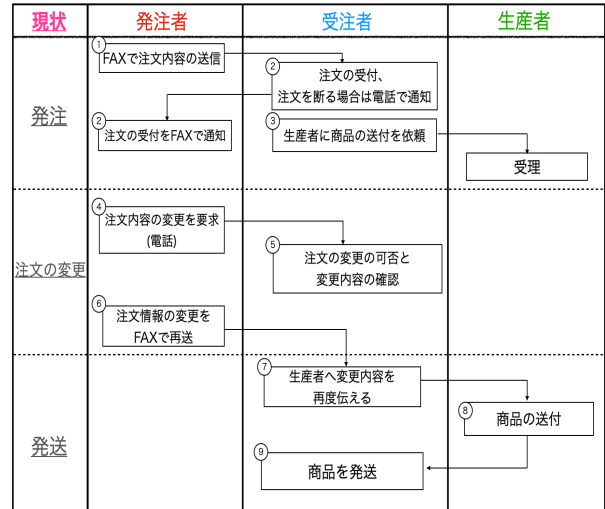 現状
発注者
受注者
生産者
発注
①
FAXで注文内容の送信
②
注文の受付、
注文を断る場合は電話で通知
②
注文の受付をFAXで通知
③
生産者に商品の送付を依頼
受理
注文の変更
④
注文内容の変更を要求
(電話)
⑤
注文の変更の可否と
変更内容の確認
⑥
注文情報の変更を
FAXで再送
発送
⑦
生産者へ変更内容を
再度伝える
⑧
商品の送付
⑨
商品を発送